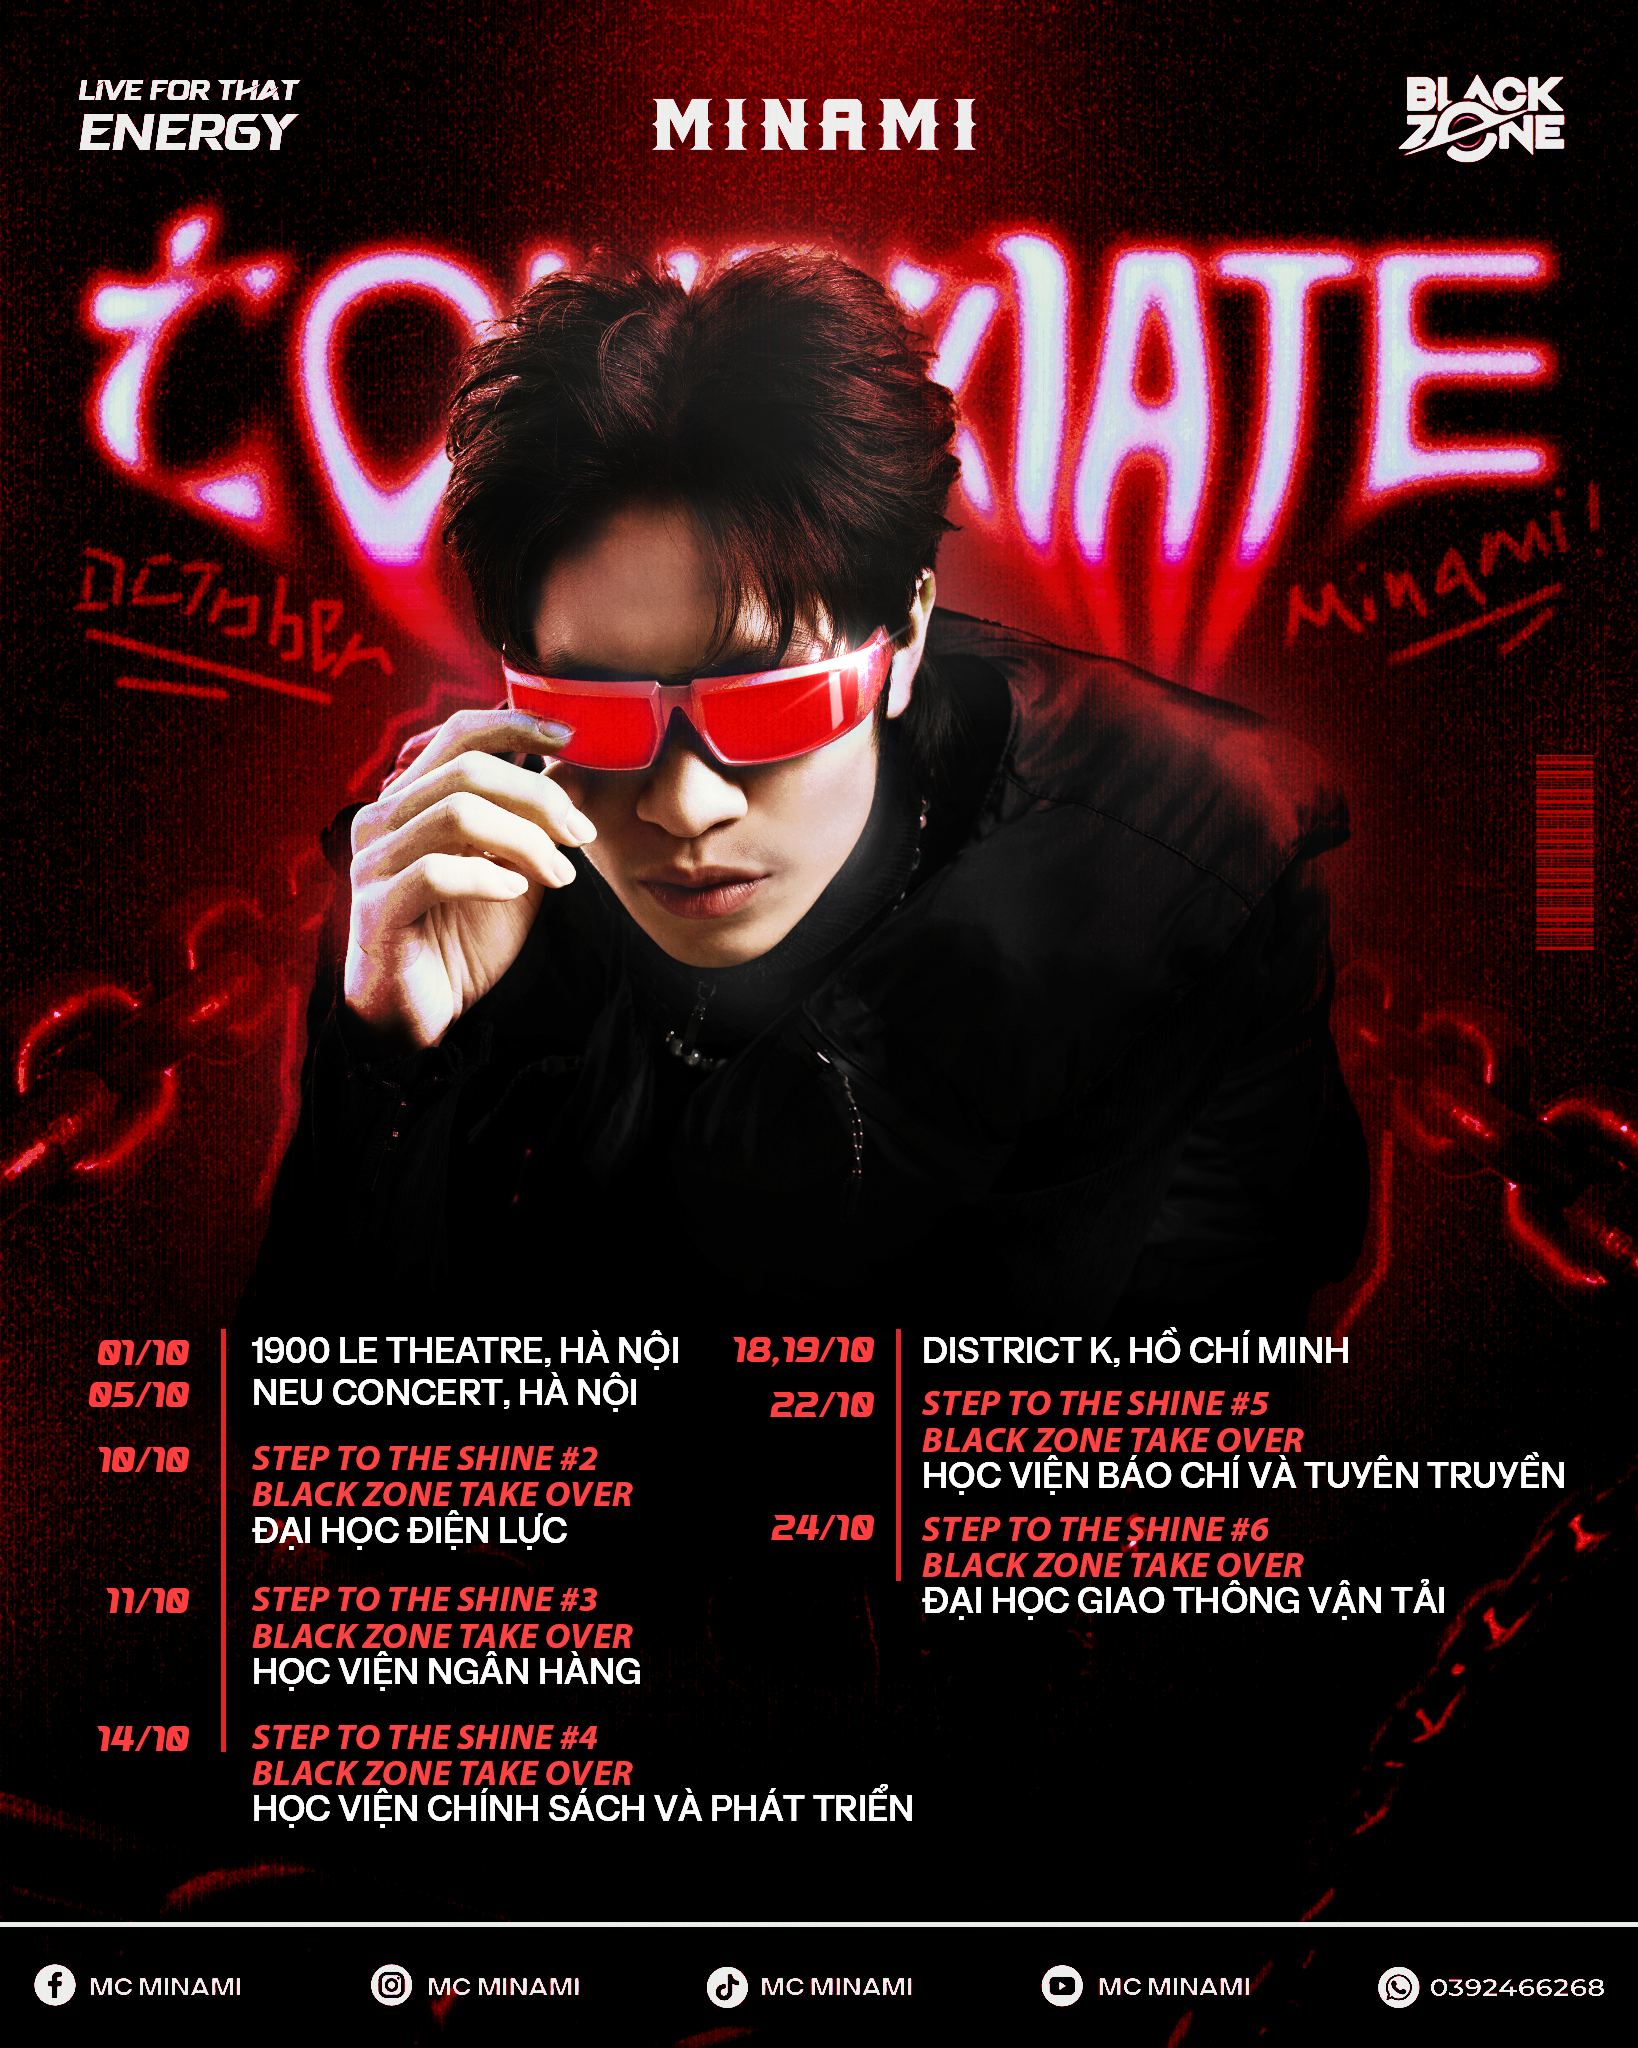 LIVE FOR THAT
ENERGY
MINAMI
BLACK
ZONE
October
Minami!
01/10 1900 LE THEATRE, HÀ NỘI
05/10 NEU CONCERT, HÀ NỘI
10/10 STEP TO THE SHINE #2
BLACK ZONE TAKE OVER
ĐẠI HỌC ĐIỆN LỰC
11/10 STEP TO THE SHINE #3
BLACK ZONE TAKE OVER
HỌC VIỆN NGÂN HÀNG
14/10 STEP TO THE SHINE #4
BLACK ZONE TAKE OVER
HỌC VIỆN CHÍNH SÁCH VÀ PHÁT TRIỂN
18,19/10 DISTRICT K, HỒ CHÍ MINH
22/10 STEP TO THE SHINE #5
BLACK ZONE TAKE OVER
HỌC VIỆN BÁO CHÍ VÀ TUYÊN TRUYỀN
24/10 STEP TO THE SHINE #6
BLACK ZONE TAKE OVER
ĐẠI HỌC GIAO THÔNG VẬN TẢI
MC MINAMI
MC MINAMI
MC MINAMI
MC MINAMI
0392466268